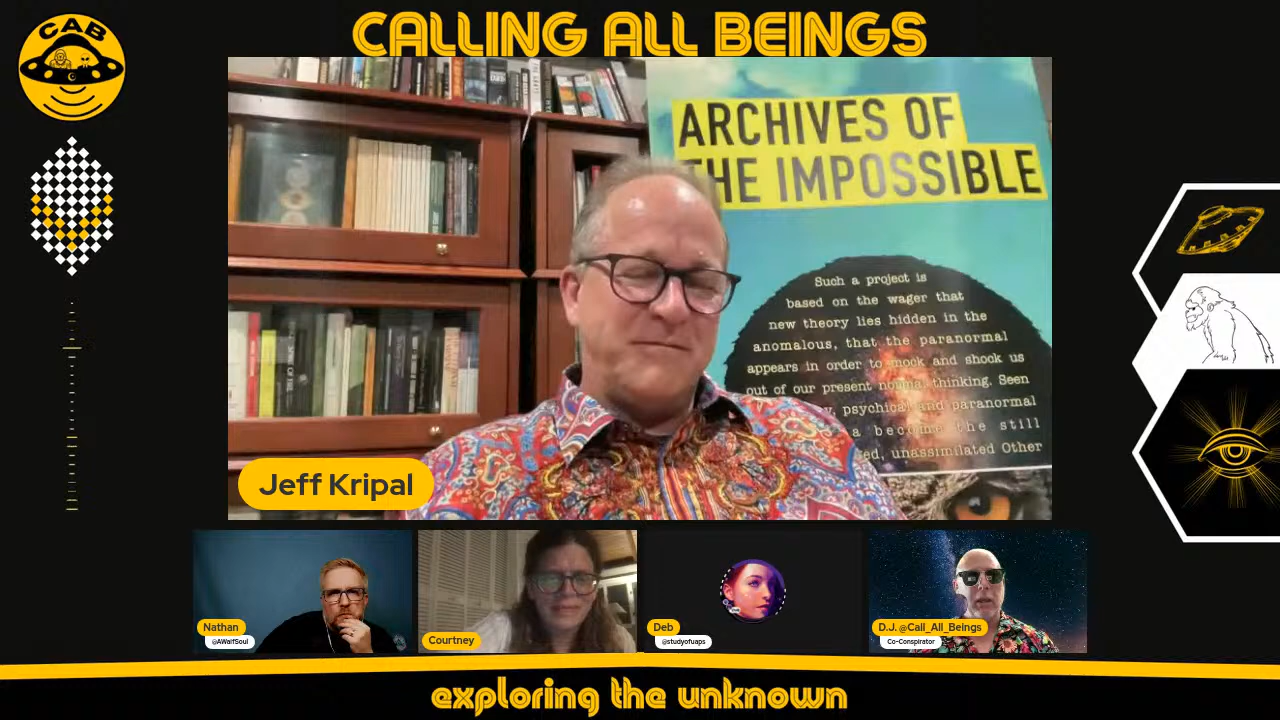 CAB
CALLING ALL BEINGS
ARCHIVES OF
THE IMPOSSIBLE
Such a project is
based on the wager that
new theory lies hidden in the
anomalous, that the paranormal
appears in order to mock and shock us
out of our present normal thinking. Seen
psychical and paranormal
a become the still
unassimilated Other
Jeff Kripal
Nathan
@AWaifSoul
Courtney
Deb
@studyofuaps
D.J. @Call_All_Beings
Co-Conspirator
exploring the unknown